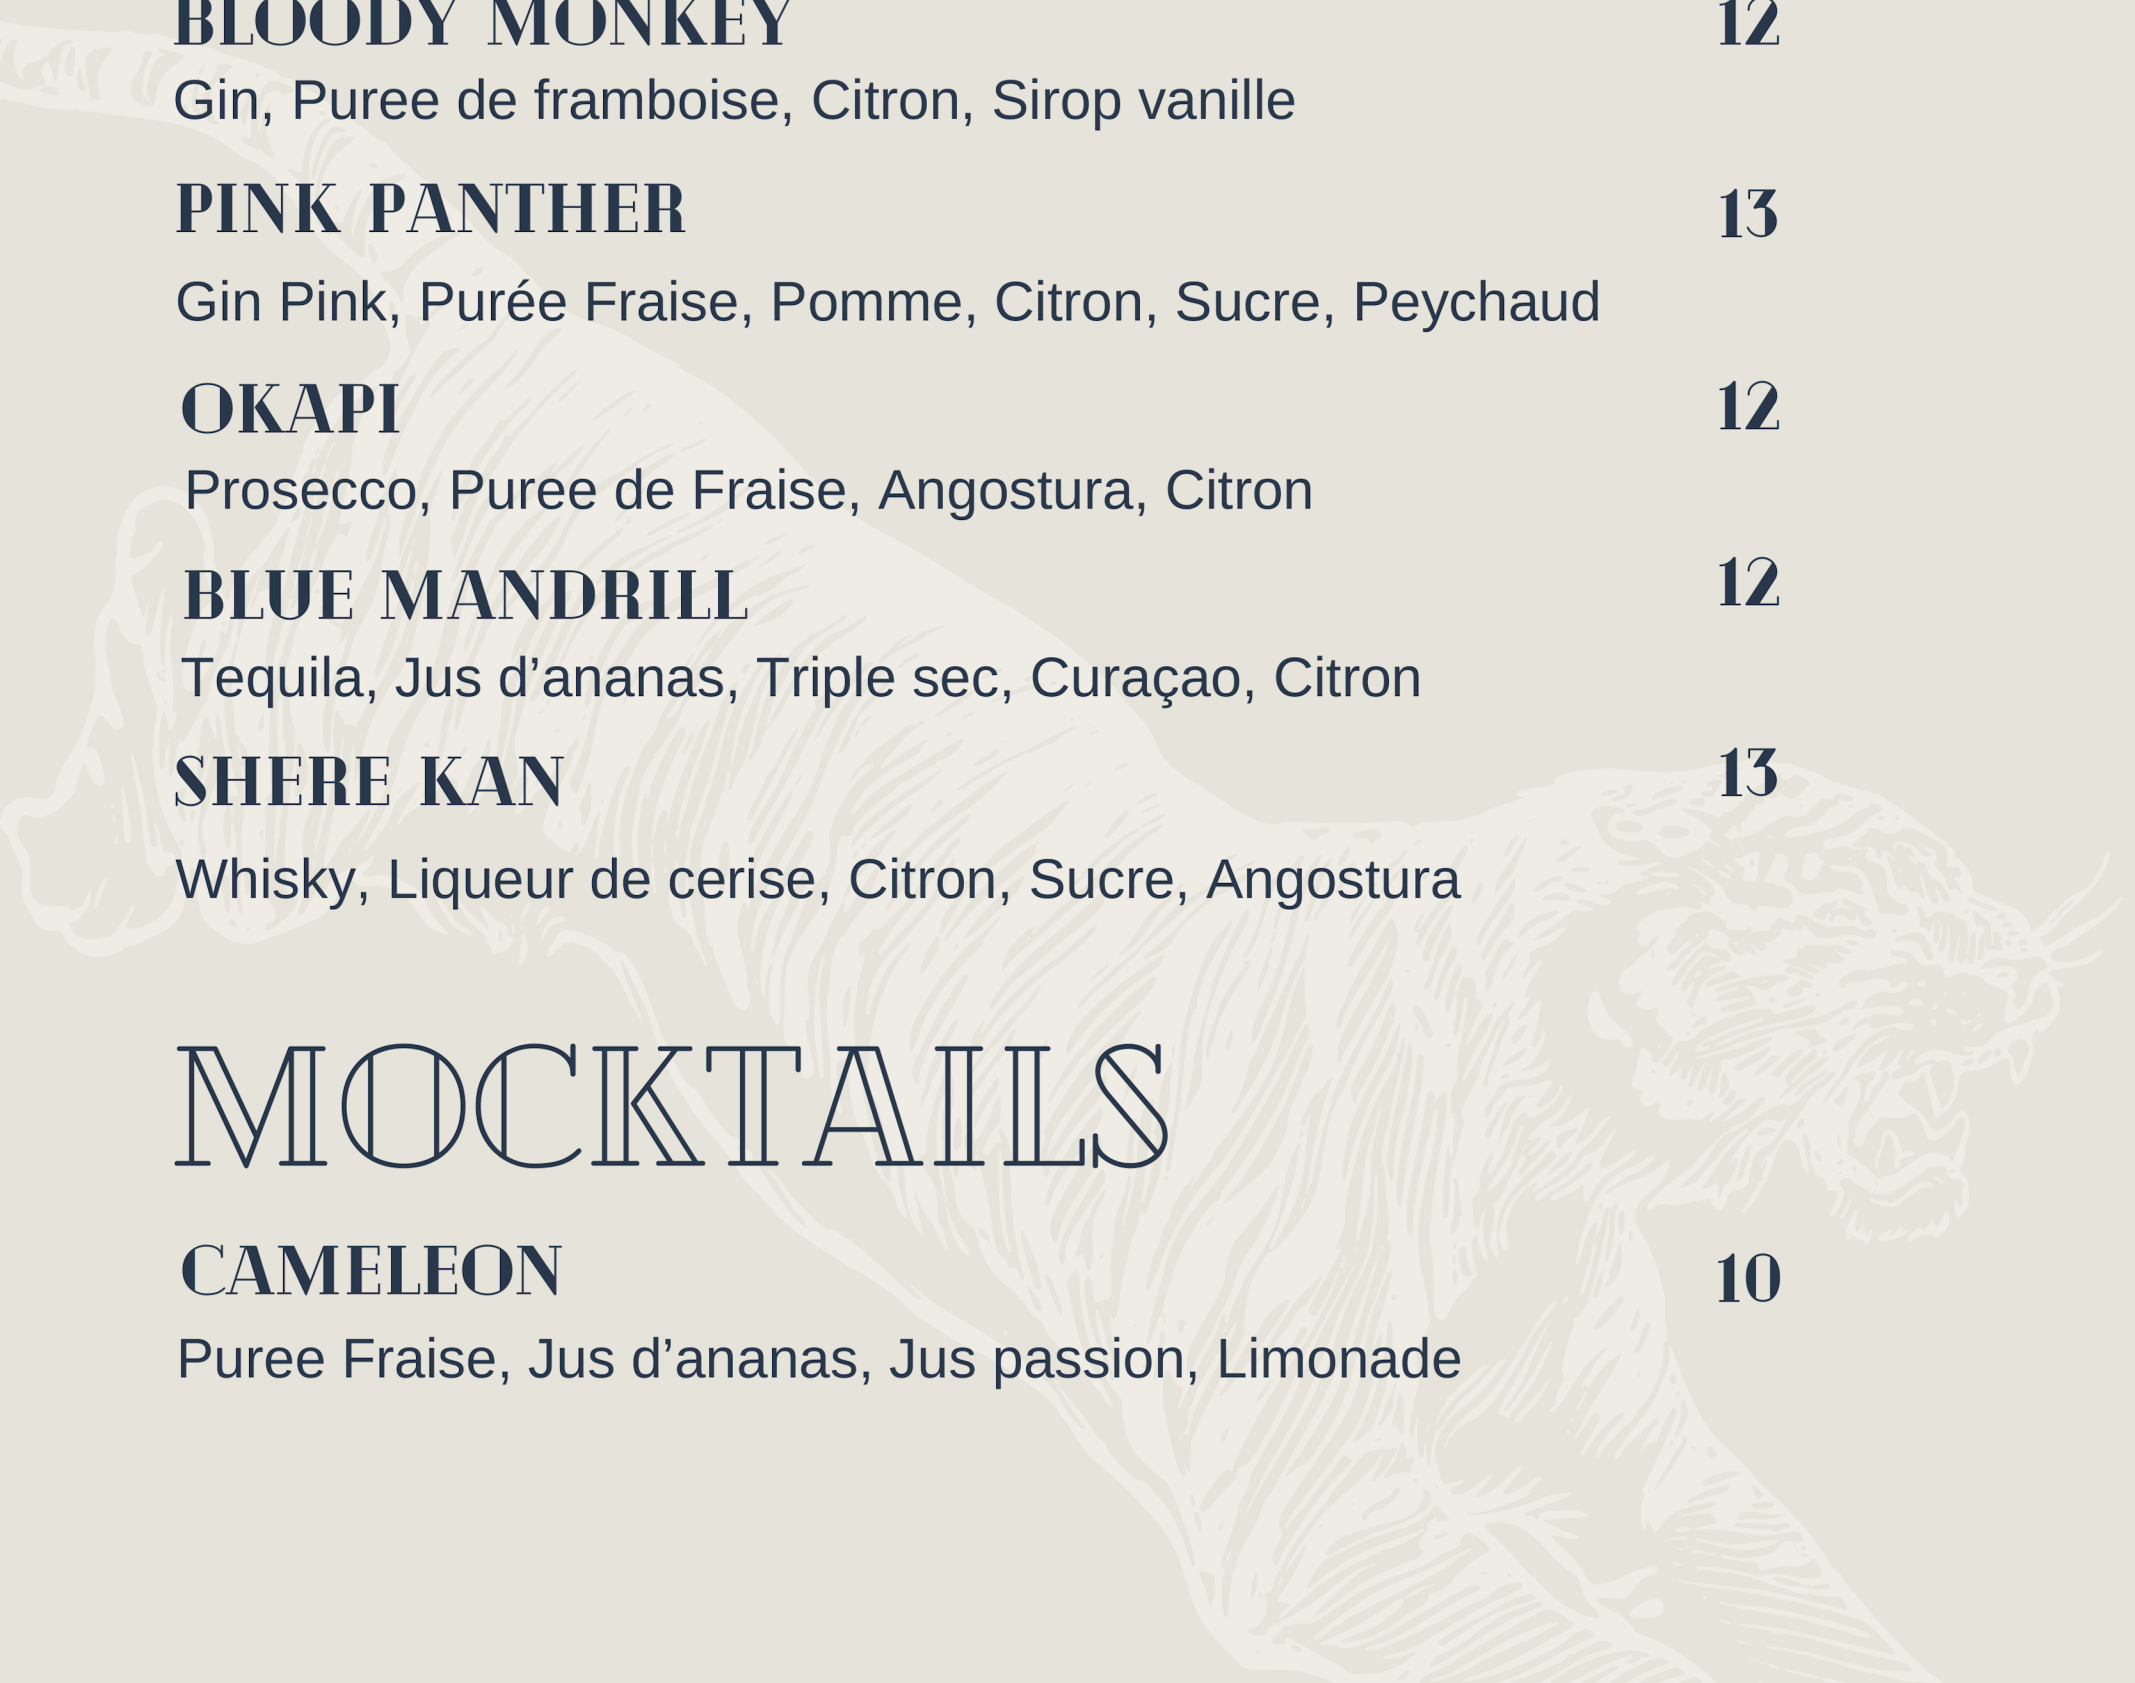 BLOODY MONKEY 12
Gin, Puree de framboise, Citron, Sirop vanille
PINK PANTHER 13
Gin Pink, Purée Fraise, Pomme, Citron, Sucre, Peychaud
OKAPI 12
Prosecco, Puree de Fraise, Angostura, Citron
BLUE MANDRILL 12
Tequila, Jus d’ananas, Triple sec, Curaçao, Citron
SHERE KAN 13
Whisky, Liqueur de cerise, Citron, Sucre, Angostura
MOCKTAILS
CAMELEON 10
Puree Fraise, Jus d’ananas, Jus passion, Limonade